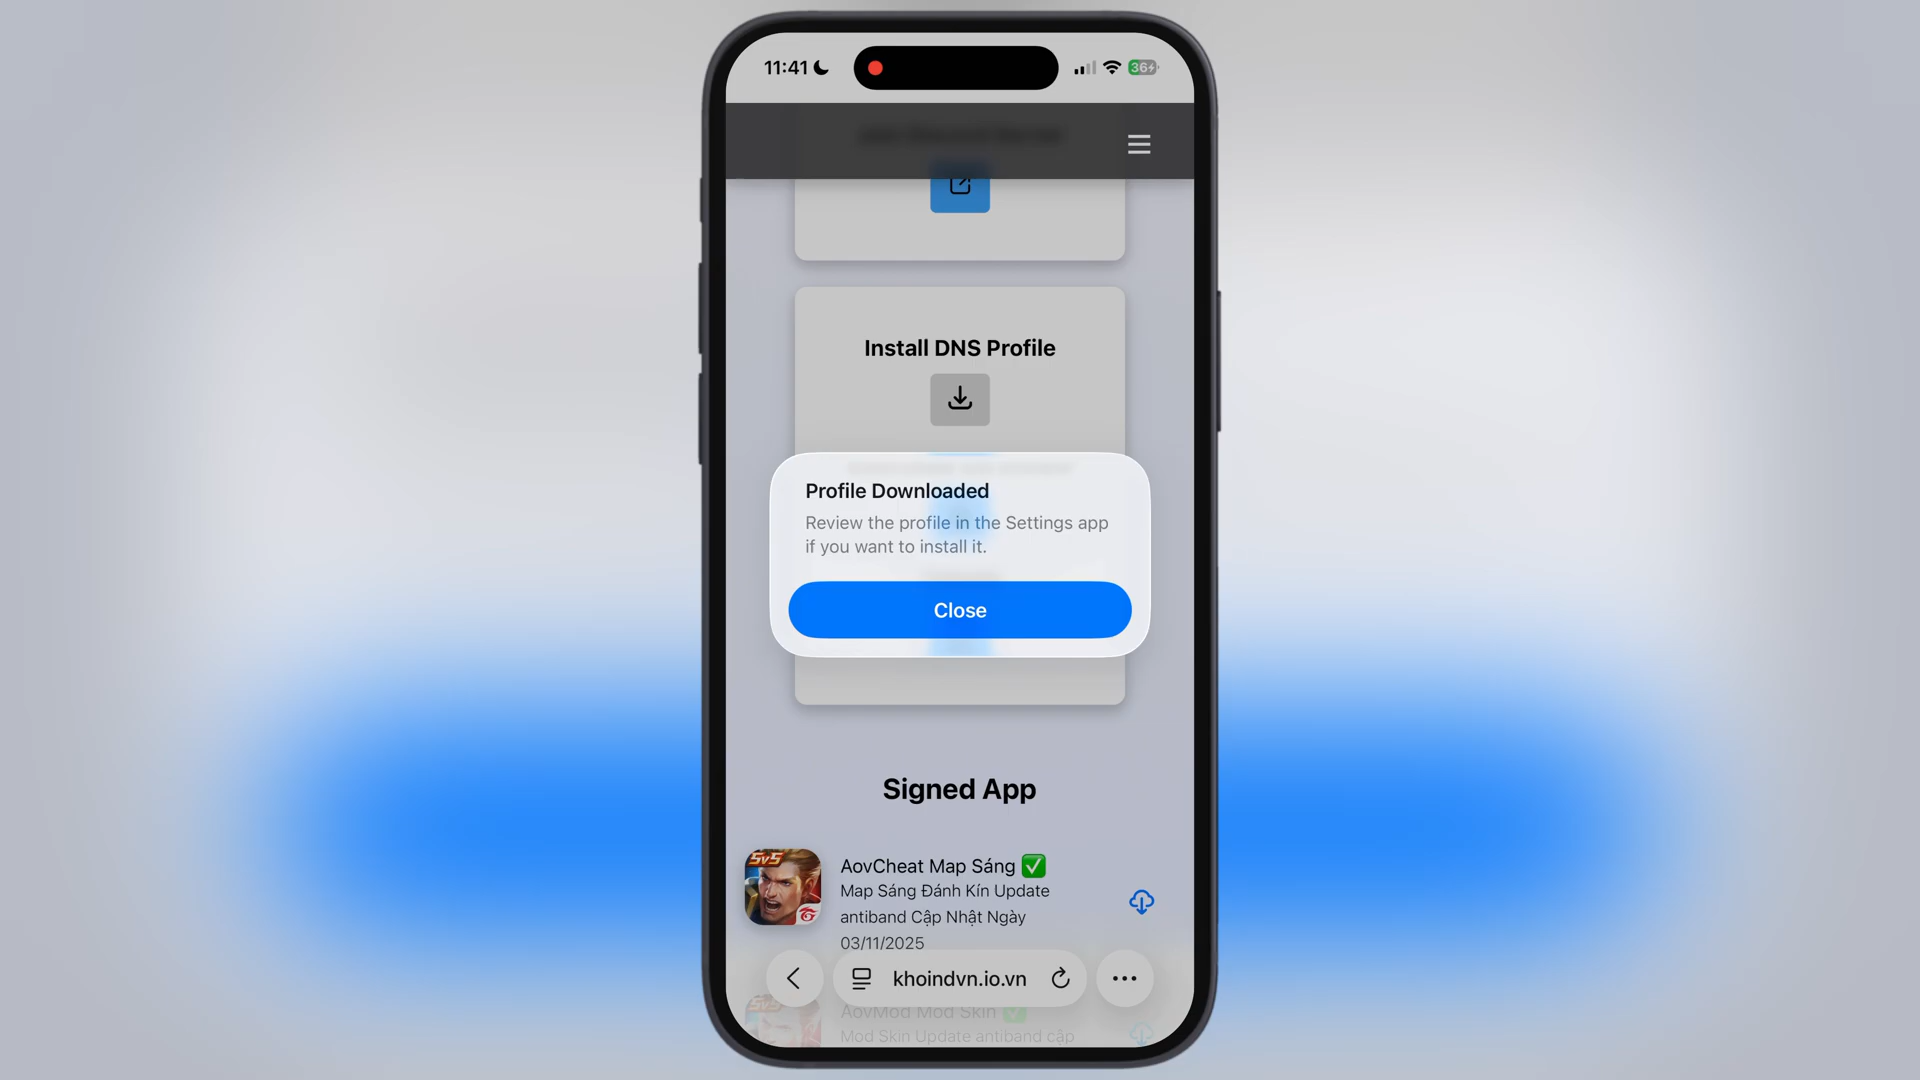 11:41
36
Install DNS Profile
Profile Downloaded
Review the profile in the Settings app
if you want to install it.
Close
Signed App
5v5
AovCheat Map Sáng ✅
Map Sáng Đánh Kín Update
antiband Cập Nhật Ngày
03/11/2025
khoindvn.io.vn
AovMod Mod Skin ✅
Mod Skin Update antiband cập